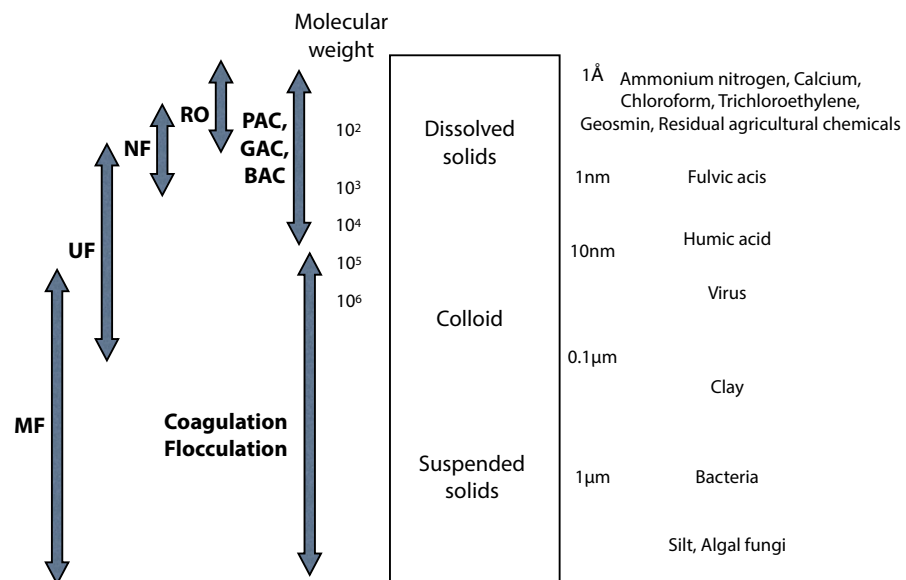 Molecular
weight
1Å
Ammonium nitrogen, Calcium,
Chloroform, Trichloroethylene,
Geosmin, Residual agricultural chemicals
RO
PAC,
GAC,
BAC
NF
10²
Dissolved
solids
10³
1nm
Fulvic acis
10⁴
UF
Humic acid
10nm
10⁵
10⁶
Virus
Colloid
0.1μm
Clay
MF
Coagulation
Flocculation
Suspended
solids
1μm
Bacteria
Silt, Algal fungi